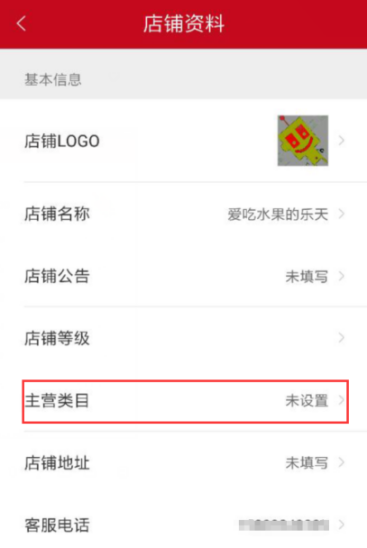 店铺资料
基本信息
店铺LOGO
店铺名称 爱吃水果的乐天
店铺公告 未填写
店铺等级
主营类目 未设置
店铺地址 未填写
客服电话